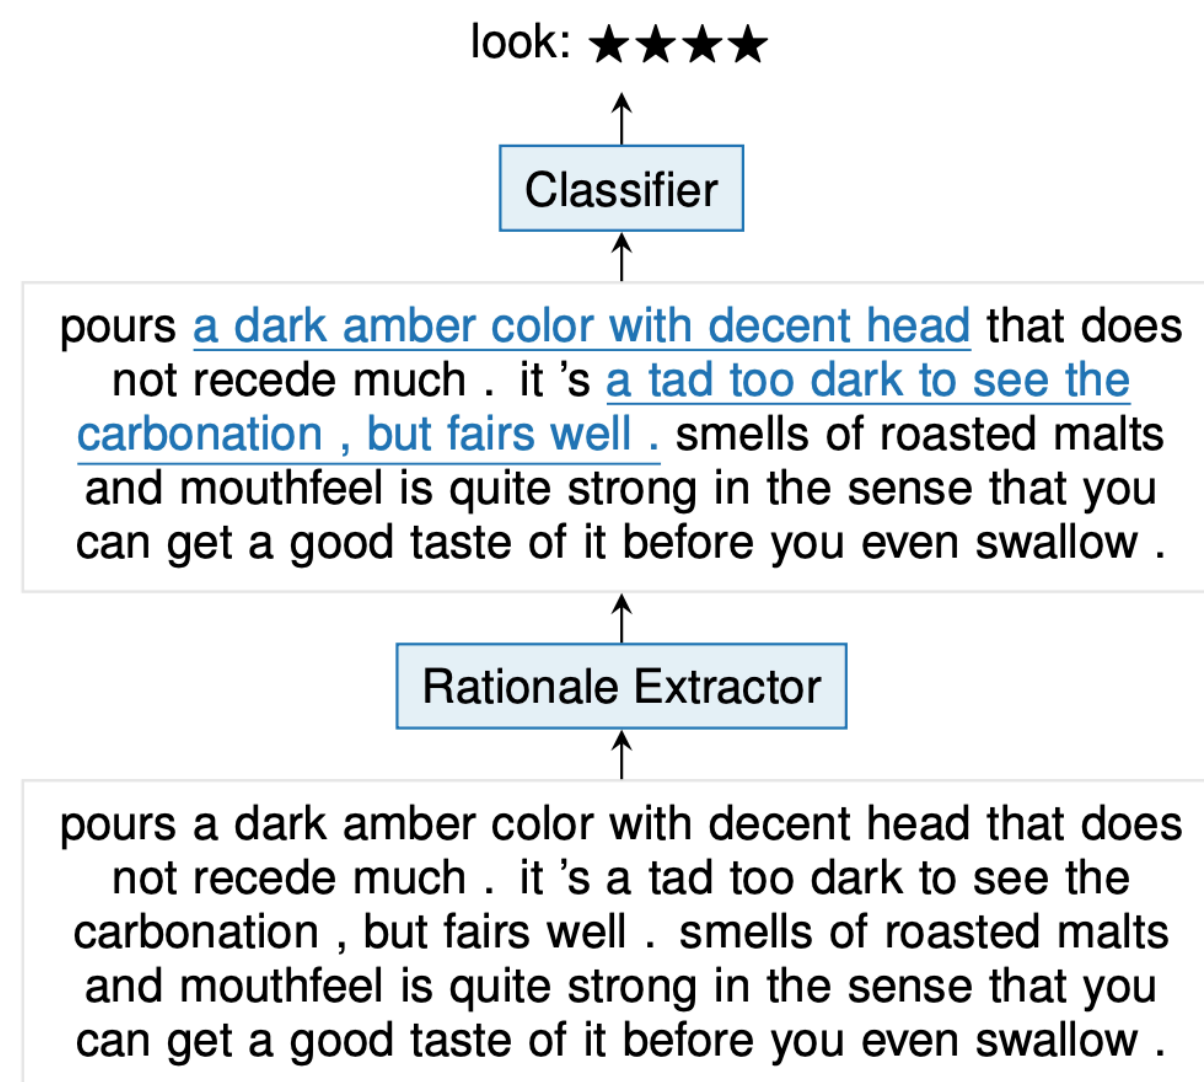 look: ★★★★
Classifier
pours a dark amber color with decent head that does
not recede much . it 's a tad too dark to see the
carbonation , but fairs well . smells of roasted malts
and mouthfeel is quite strong in the sense that you
can get a good taste of it before you even swallow .
Rationale Extractor
pours a dark amber color with decent head that does
not recede much . it 's a tad too dark to see the
carbonation , but fairs well . smells of roasted malts
and mouthfeel is quite strong in the sense that you
can get a good taste of it before you even swallow .